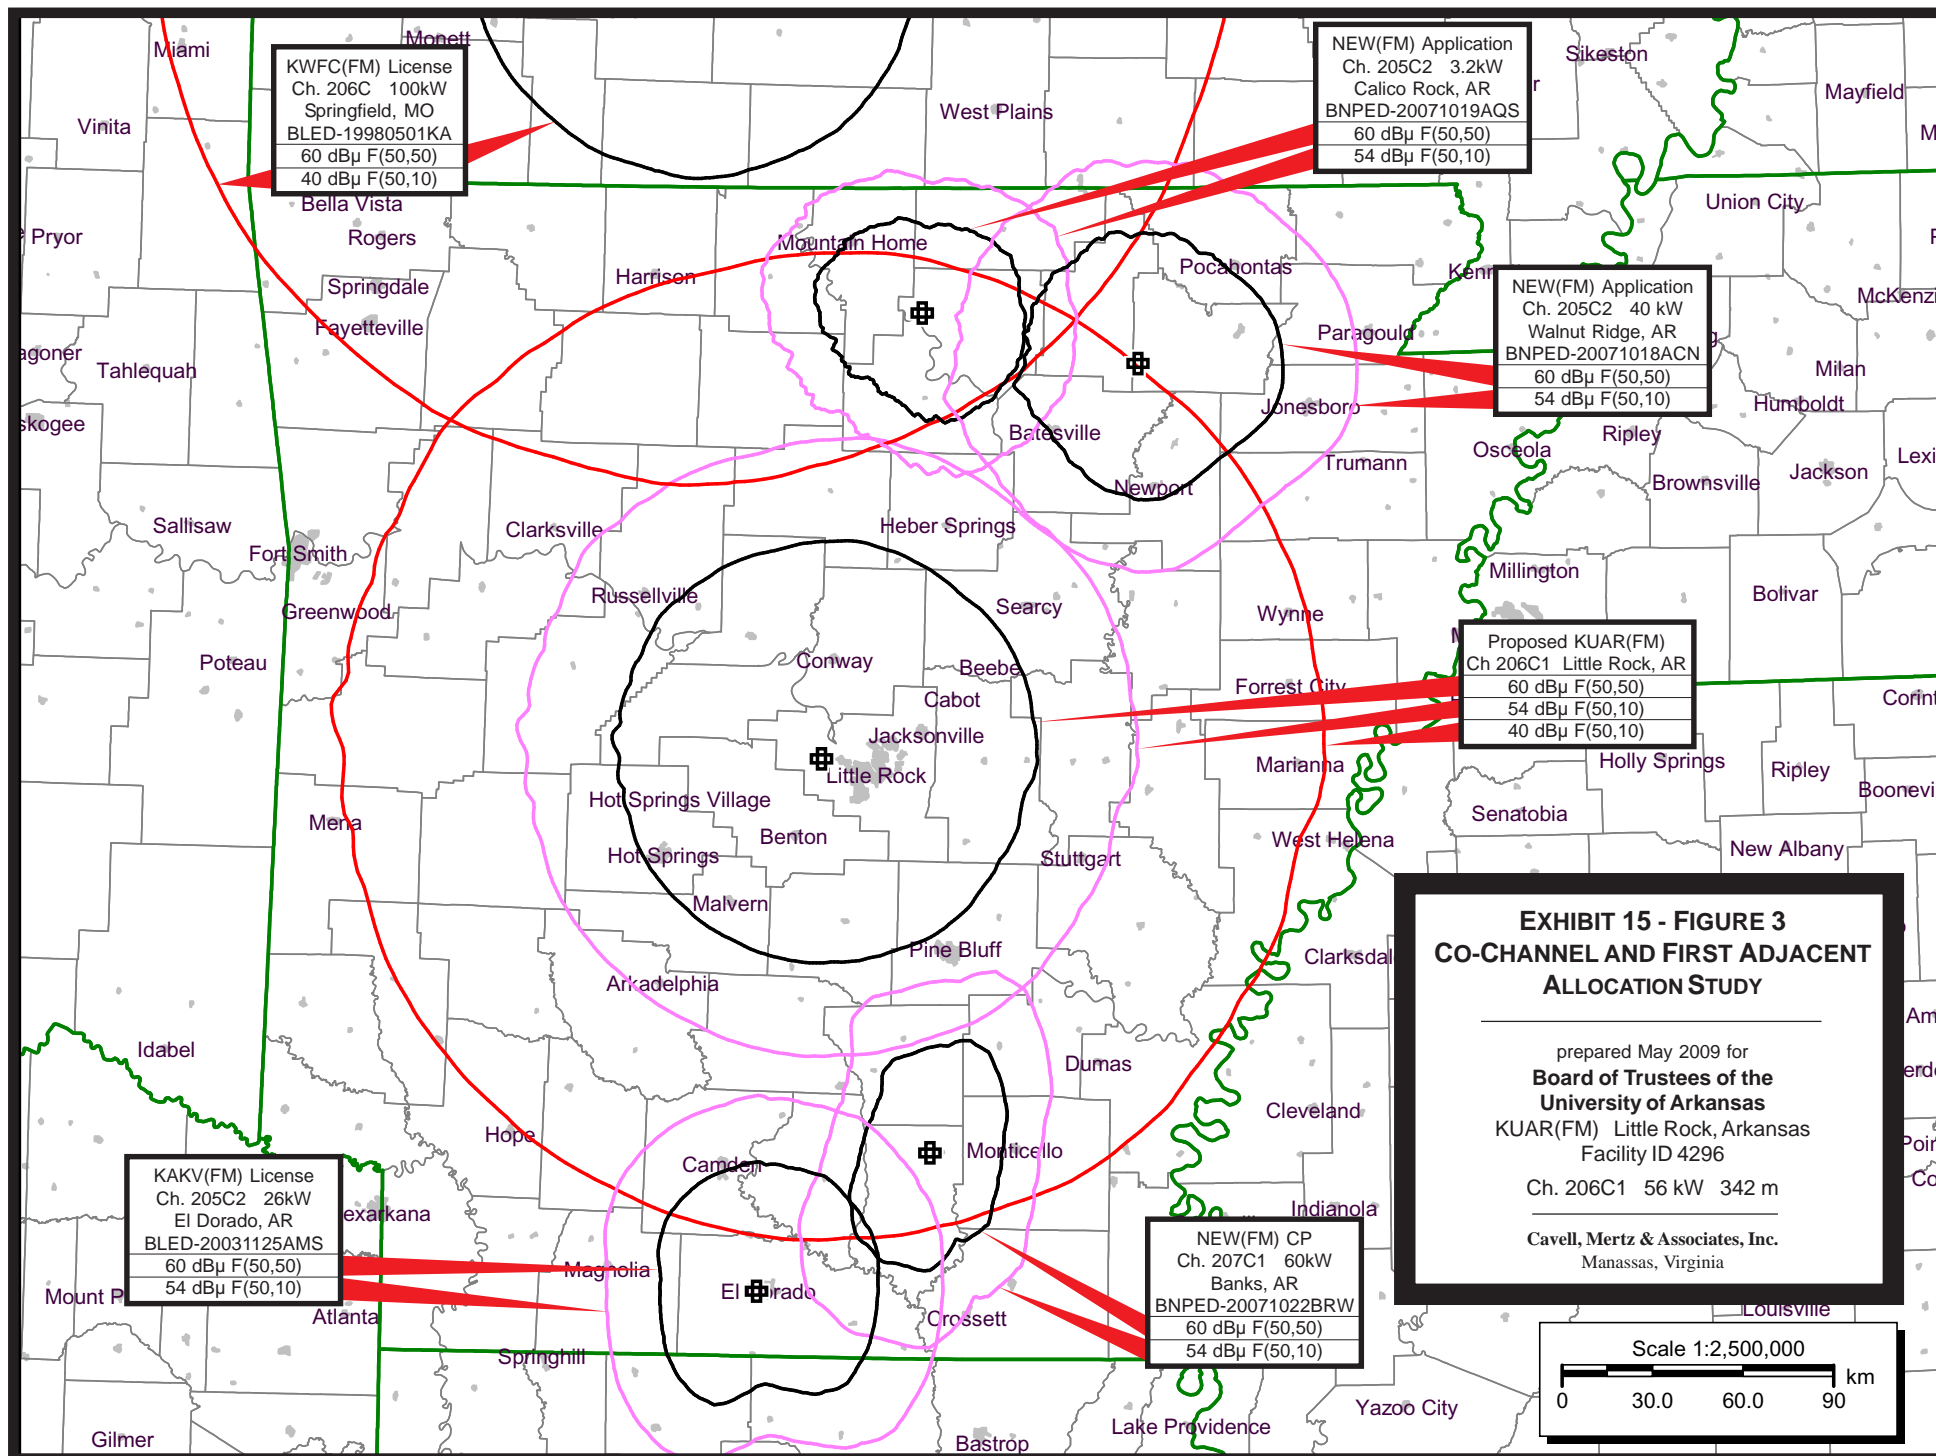 Miami
Monett
KWFC(FM) License
Ch. 206C 100kW
Springfield, MO
BLED-19980501KA
60 dBµ F(50,50)
40 dBµ F(50,10)
NEW(FM) Application
Ch. 205C2 3.2kW
Calico Rock, AR
BNPED-20071019AQS
60 dBµ F(50,50)
54 dBµ F(50,10)
Sikeston
Mayfield
Vinita
West Plains
Bella Vista
Union City
Pryor
Rogers
Mountain Home
Harrison
Pocahontas
Springdale
Fayetteville
NEW(FM) Application
Ch. 205C2 40 kW
Walnut Ridge, AR
BNPED-20071018ACN
60 dBµ F(50,50)
54 dBµ F(50,10)
Paragould
Tahlequah
Milan
Humboldt
Jonesboro
Batesville
Ripley
Osceola
Trumann
Jackson
Brownsville
Newport
Sallisaw
Clarksville
Heber Springs
Fort Smith
Millington
Russellville
Bolivar
Greenwood
Searcy
Wynne
Poteau
Conway
Beebe
Cabot
Forrest City
Proposed KUAR(FM)
Ch 206C1 Little Rock, AR
60 dBµ F(50,50)
54 dBµ F(50,10)
40 dBµ F(50,10)
Jacksonville
Little Rock
Marianna
Holly Springs
Ripley
Hot Springs Village
Mena
Benton
Senatobia
West Helena
New Albany
Hot Springs
Stuttgart
Malvern
Pine Bluff
Arkadelphia
EXHIBIT 15 - FIGURE 3
CO-CHANNEL AND FIRST ADJACENT
ALLOCATION STUDY
prepared May 2009 for
Board of Trustees of the
University of Arkansas
KUAR(FM) Little Rock, Arkansas
Facility ID 4296
Ch. 206C1 56 kW 342 m
Cavell, Mertz & Associates, Inc.
Manassas, Virginia
Idabel
Dumas
Cleveland
Hope
Camden
Monticello
KAKV(FM) License
Ch. 205C2 26kW
El Dorado, AR
BLED-20031125AMS
60 dBµ F(50,50)
54 dBµ F(50,10)
exarkana
Indianola
NEW(FM) CP
Ch. 207C1 60kW
Banks, AR
BNPED-20071022BRW
60 dBµ F(50,50)
54 dBµ F(50,10)
Magnolia
El Dorado
Mount P
Atlanta
Crossett
Louisville
Springhill
Scale 1:2,500,000
km
0 30.0 60.0 90
Yazoo City
Lake Providence
Gilmer
Bastrop